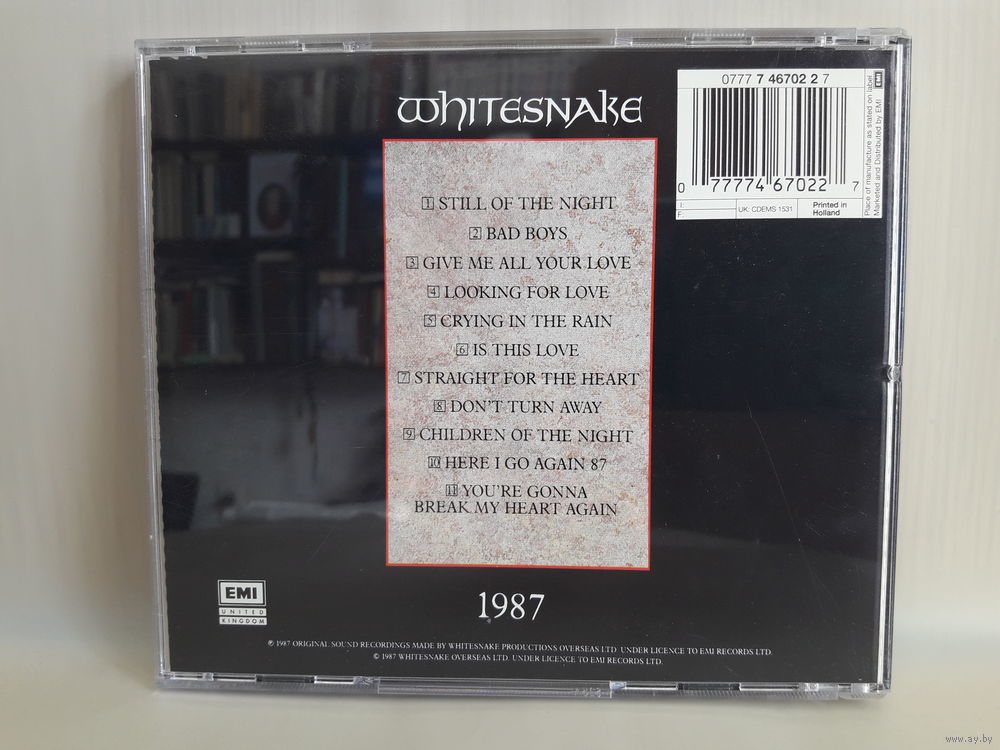 WHITESNAKE
0777 7 46702 2 7
0 77774 67022 7
I:
F:
UK: CDEMS 1531
Printed in
Holland
Place of manufacture as stated on label
Marketed and Distributed by EMI
EMI
1 STILL OF THE NIGHT
2 BAD BOYS
3 GIVE ME ALL YOUR LOVE
4 LOOKING FOR LOVE
5 CRYING IN THE RAIN
6 IS THIS LOVE
7 STRAIGHT FOR THE HEART
8 DON'T TURN AWAY
9 CHILDREN OF THE NIGHT
10 HERE I GO AGAIN 87
11 YOU'RE GONNA
BREAK MY HEART AGAIN
EMI
UNITED
KINGDOM
1987
℗ 1987 ORIGINAL SOUND RECORDINGS MADE BY WHITESNAKE PRODUCTIONS OVERSEAS LTD. UNDER LICENCE TO EMI RECORDS LTD.
© 1987 WHITESNAKE OVERSEAS LTD. UNDER LICENCE TO EMI RECORDS LTD.
www.ay.by